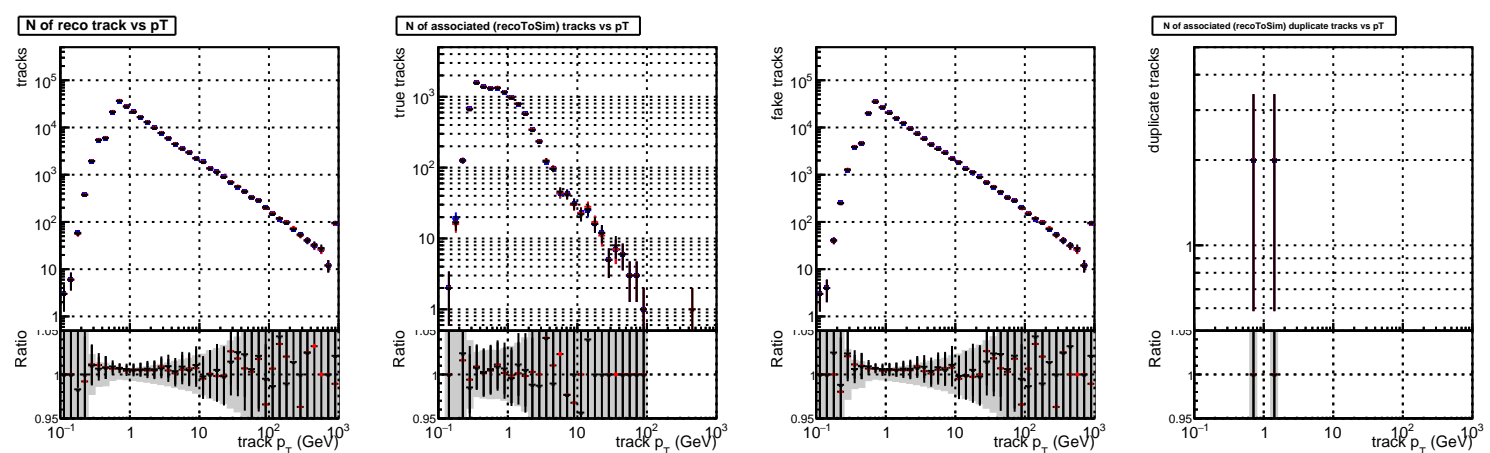 N of reco track vs pT
tracks
10⁵
10⁴
10³
10²
10
1
Ratio
1.05
1
0.95
10⁻¹ 1 10 10² 10³
track p_T (GeV)
N of associated (recoToSim) tracks vs pT
true tracks
10³
10²
10
1
Ratio
1.05
1
0.95
10⁻¹ 1 10 10² 10³
track p_T (GeV)
fake tracks
10⁵
10⁴
10³
10²
10
1
Ratio
1.05
1
0.95
10⁻¹ 1 10 10² 10³
track p_T (GeV)
N of associated (recoToSim) duplicate tracks vs pT
duplicate tracks
1
Ratio
1.05
1
0.95
10⁻¹ 1 10 10² 10³
track p_T (GeV)